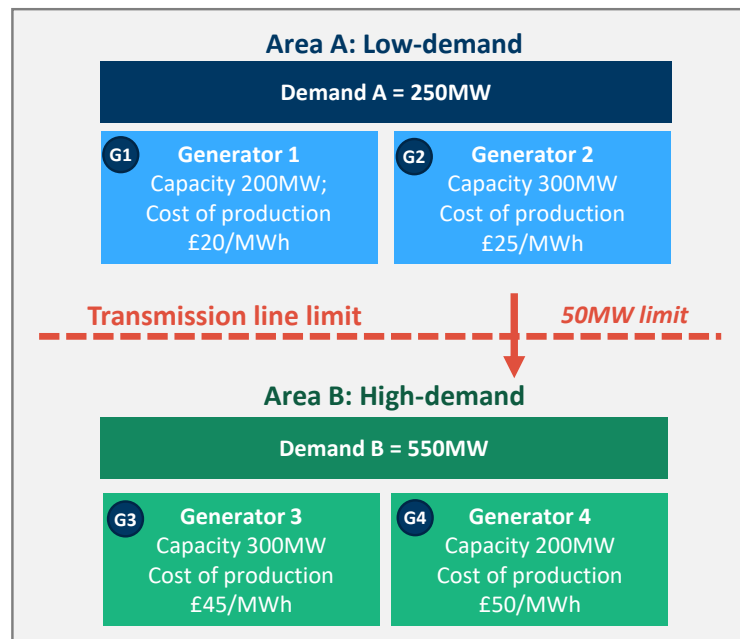 Area A: Low-demand
Demand A = 250MW
G1
Generator 1
Capacity 200MW;
Cost of production
£20/MWh
G2
Generator 2
Capacity 300MW
Cost of production
£25/MWh
Transmission line limit
50MW limit
Area B: High-demand
Demand B = 550MW
G3
Generator 3
Capacity 300MW
Cost of production
£45/MWh
G4
Generator 4
Capacity 200MW
Cost of production
£50/MWh